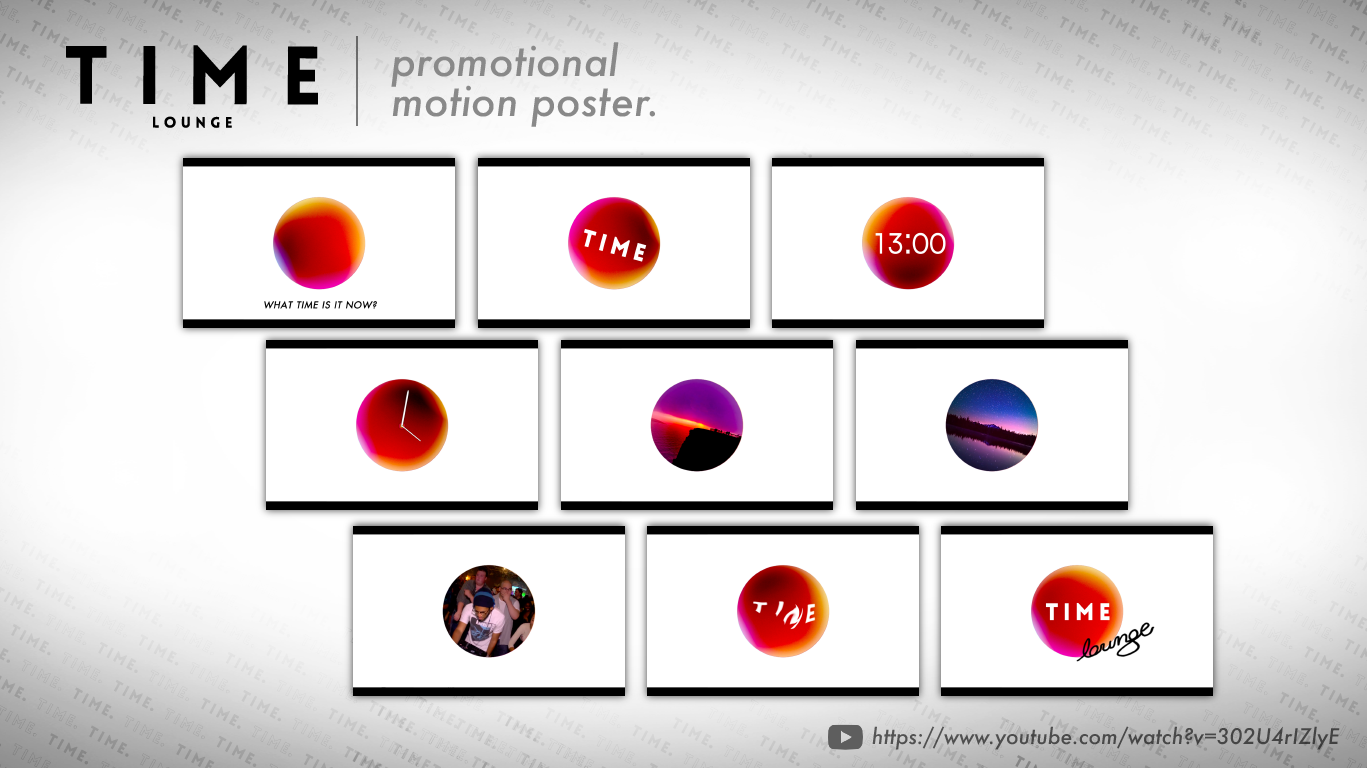 TIME
LOUNGE
promotional
motion poster.
WHAT TIME IS IT NOW?
TIME
13:00
TIME
TIME
lounge
https://www.youtube.com/watch?v=302U4rIZlyE